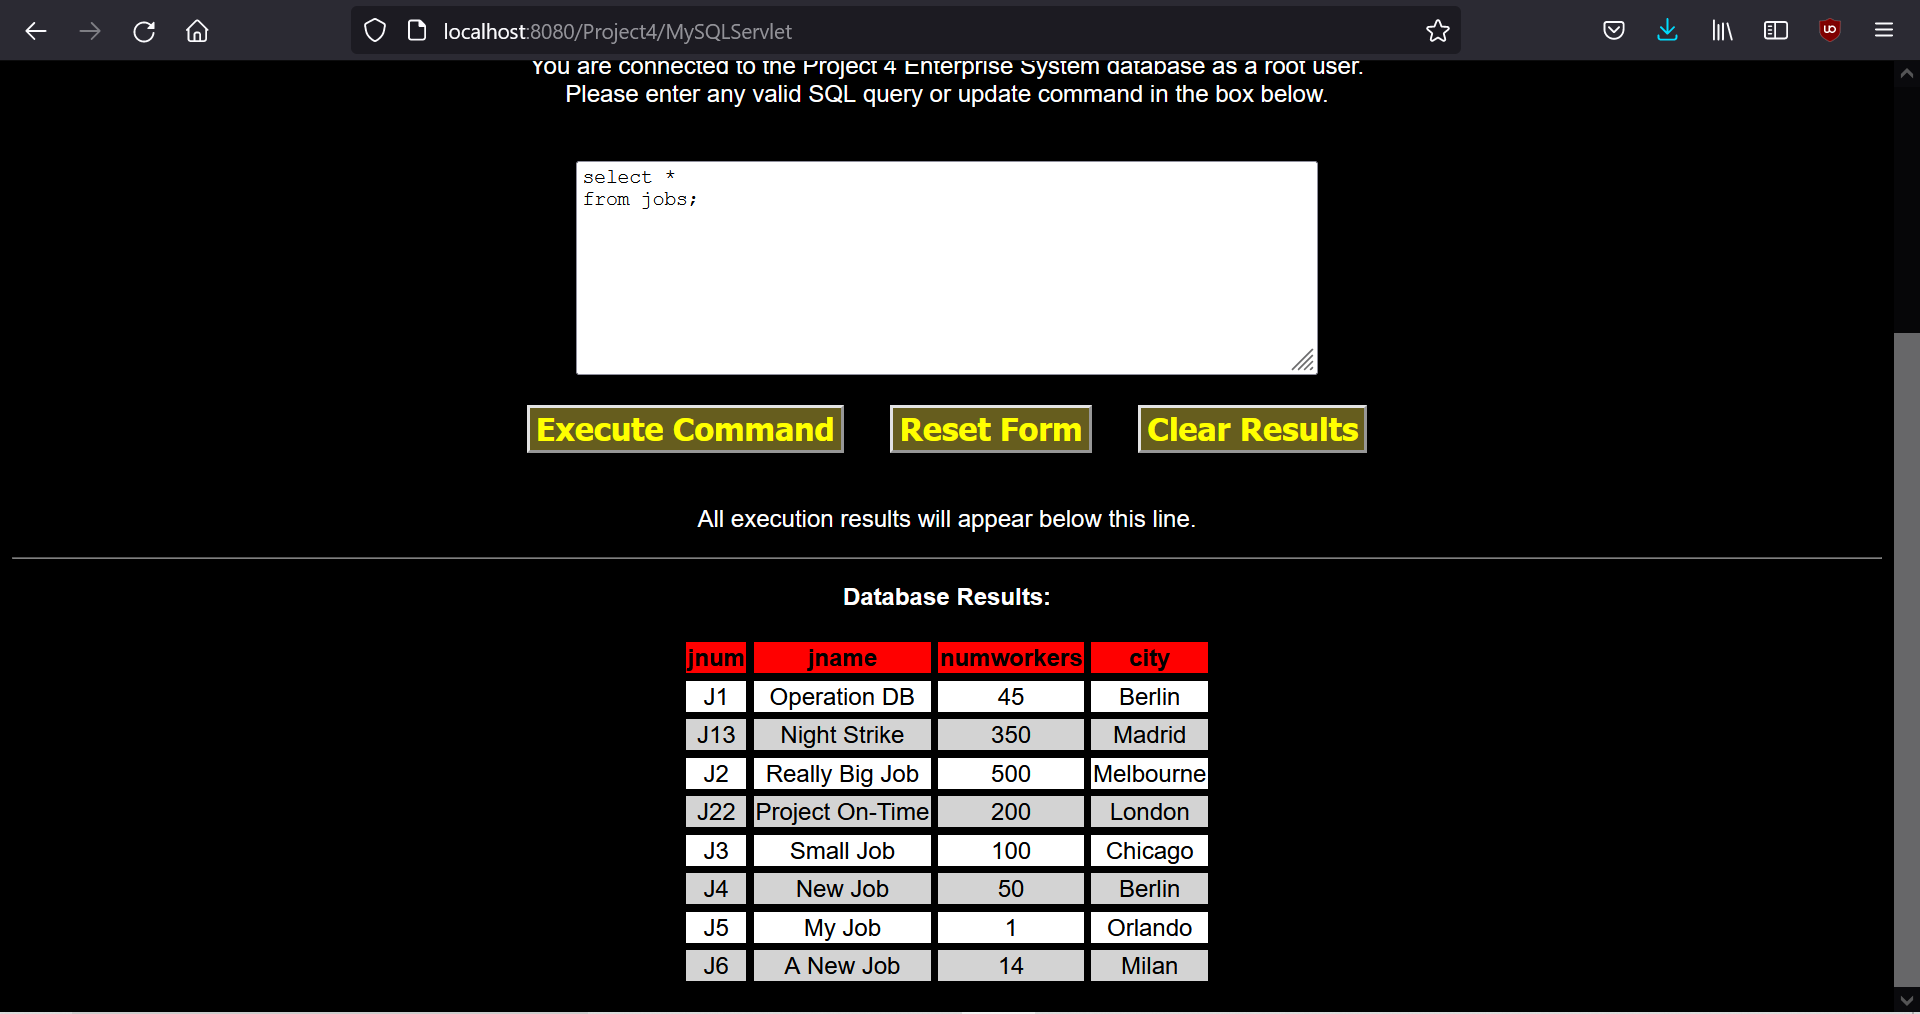 localhost:8080/Project4/MySQLServlet
You are connected to the Project 4 Enterprise System database as a root user.
Please enter any valid SQL query or update command in the box below.
select *
from jobs;
Execute Command Reset Form Clear Results
All execution results will appear below this line.
Database Results:
jnum jname numworkers city
J1 Operation DB 45 Berlin
J13 Night Strike 350 Madrid
J2 Really Big Job 500 Melbourne
J22 Project On-Time 200 London
J3 Small Job 100 Chicago
J4 New Job 50 Berlin
J5 My Job 1 Orlando
J6 A New Job 14 Milan